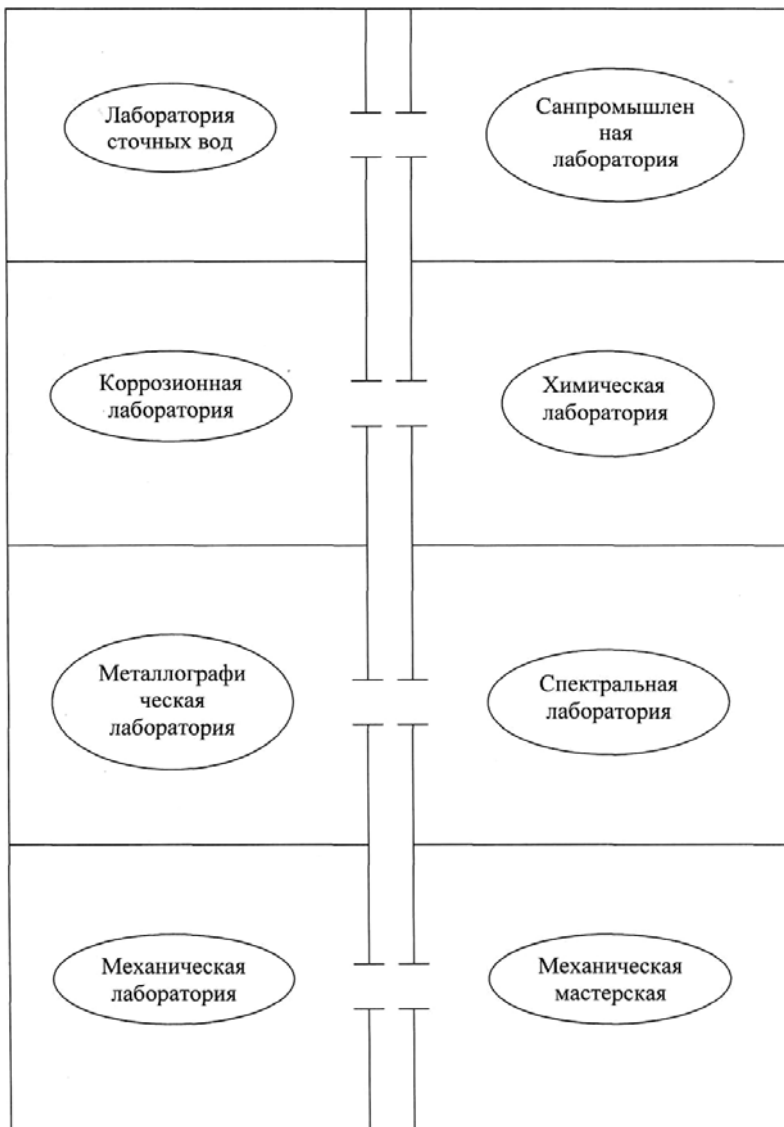 Лаборатория
сточных вод
Санпромышлен
ная
лаборатория
Коррозионная
лаборатория
Химическая
лаборатория
Металлографи
ческая
лаборатория
Спектральная
лаборатория
Механическая
лаборатория
Механическая
мастерская